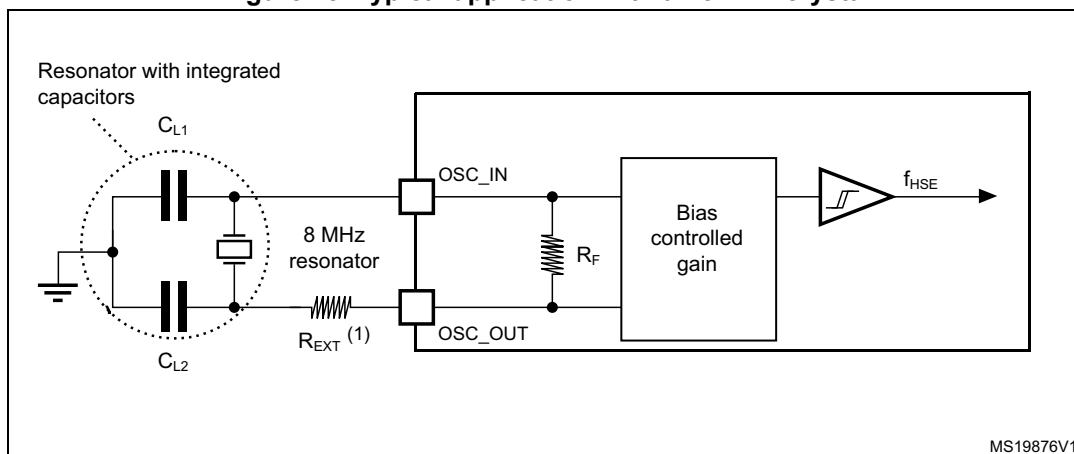 Resonator with integrated
capacitors
CL1
OSC_IN
fHSE
8 MHz
resonator
RF
Bias
controlled
gain
REXT (1)
OSC_OUT
CL2
MS19876V1